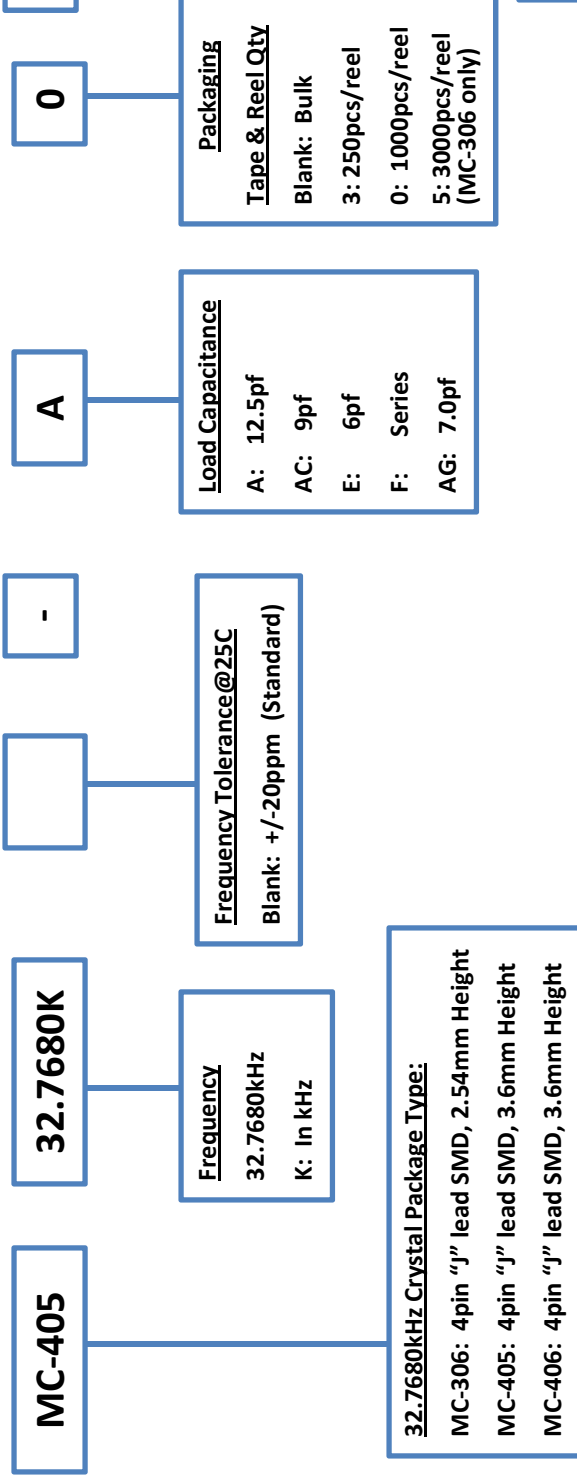 MC-405
32.7680K
-
A
0
32.7680kHz Crystal Package Type:
MC-306: 4pin “J” lead SMD, 2.54mm Height
MC-405: 4pin “J” lead SMD, 3.6mm Height
MC-406: 4pin “J” lead SMD, 3.6mm Height
Frequency
32.7680kHz
K: In kHz
Frequency Tolerance@25C
Blank: +/-20ppm (Standard)
Load Capacitance
A: 12.5pf
AC: 9pf
E: 6pf
F: Series
AG: 7.0pf
Packaging
Tape & Reel Qty
Blank: Bulk
3: 250pcs/reel
0: 1000pcs/reel
5: 3000pcs/reel
(MC-306 only)